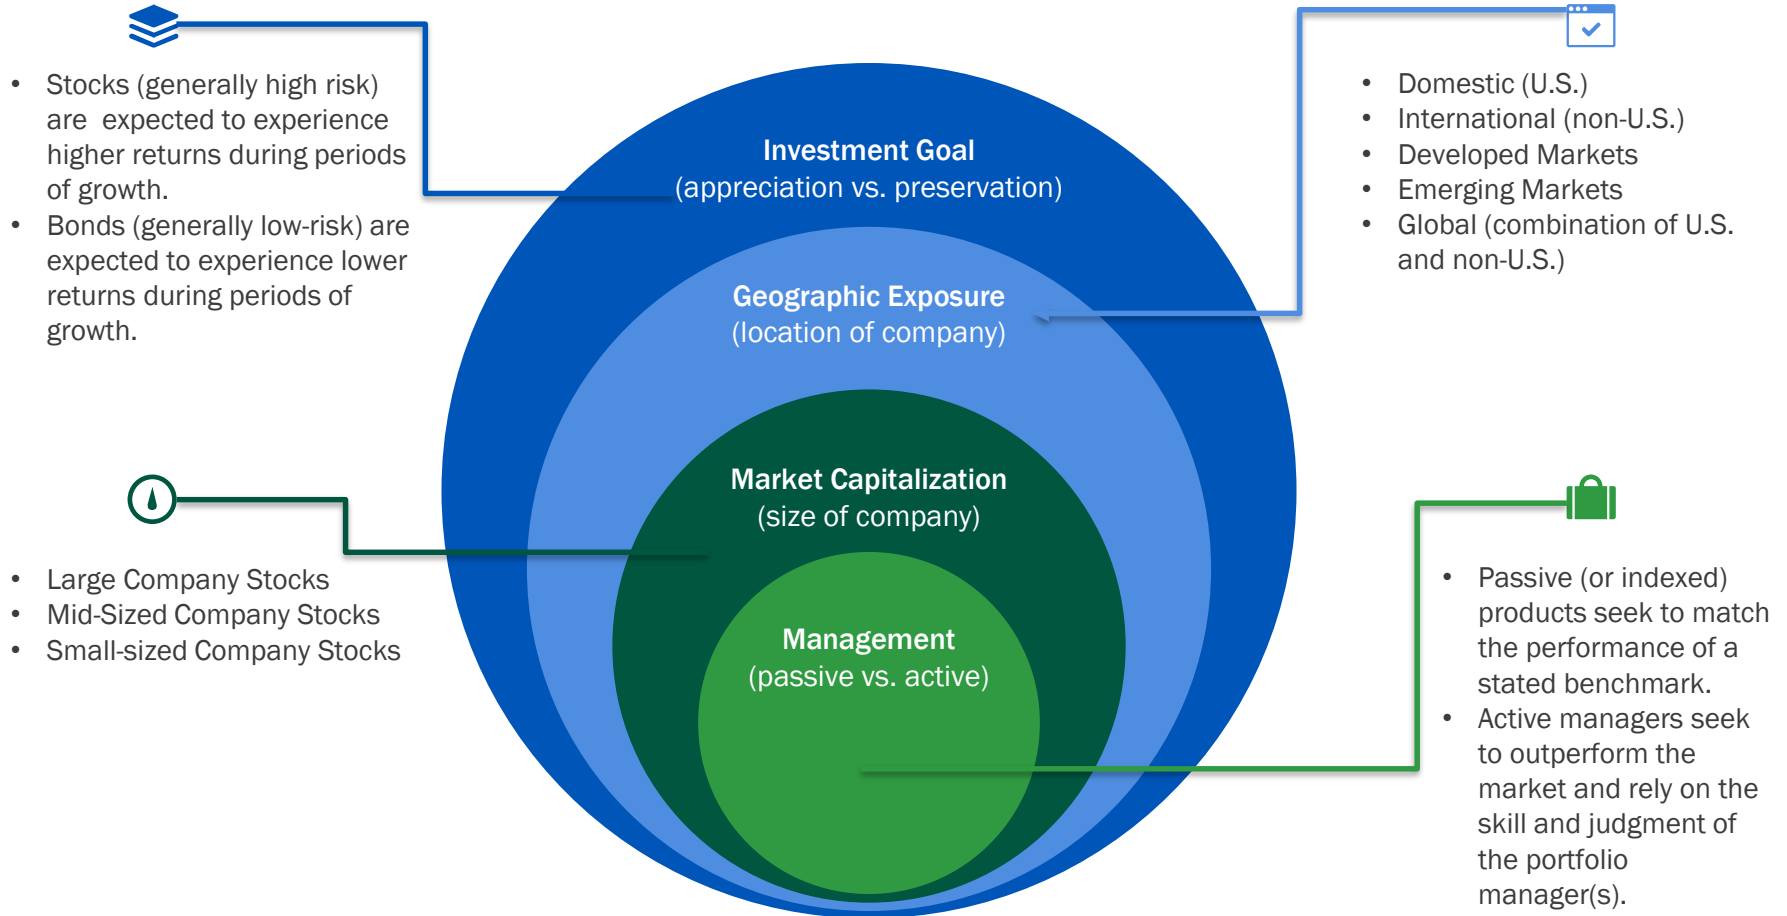 • Stocks (generally high risk)
are  expected to experience
higher returns during periods
of growth.
• Bonds (generally low-risk) are
expected to experience lower
returns during periods of
growth.
Investment Goal
(appreciation vs. preservation)
• Domestic (U.S.)
• International (non-U.S.)
• Developed Markets
• Emerging Markets
• Global (combination of U.S.
and non-U.S.)
Geographic Exposure
(location of company)
Market Capitalization
(size of company)
• Large Company Stocks
• Mid-Sized Company Stocks
• Small-sized Company Stocks
Management
(passive vs. active)
• Passive (or indexed)
products seek to match
the performance of a
stated benchmark.
• Active managers seek
to outperform the
market and rely on the
skill and judgment of
the portfolio
manager(s).